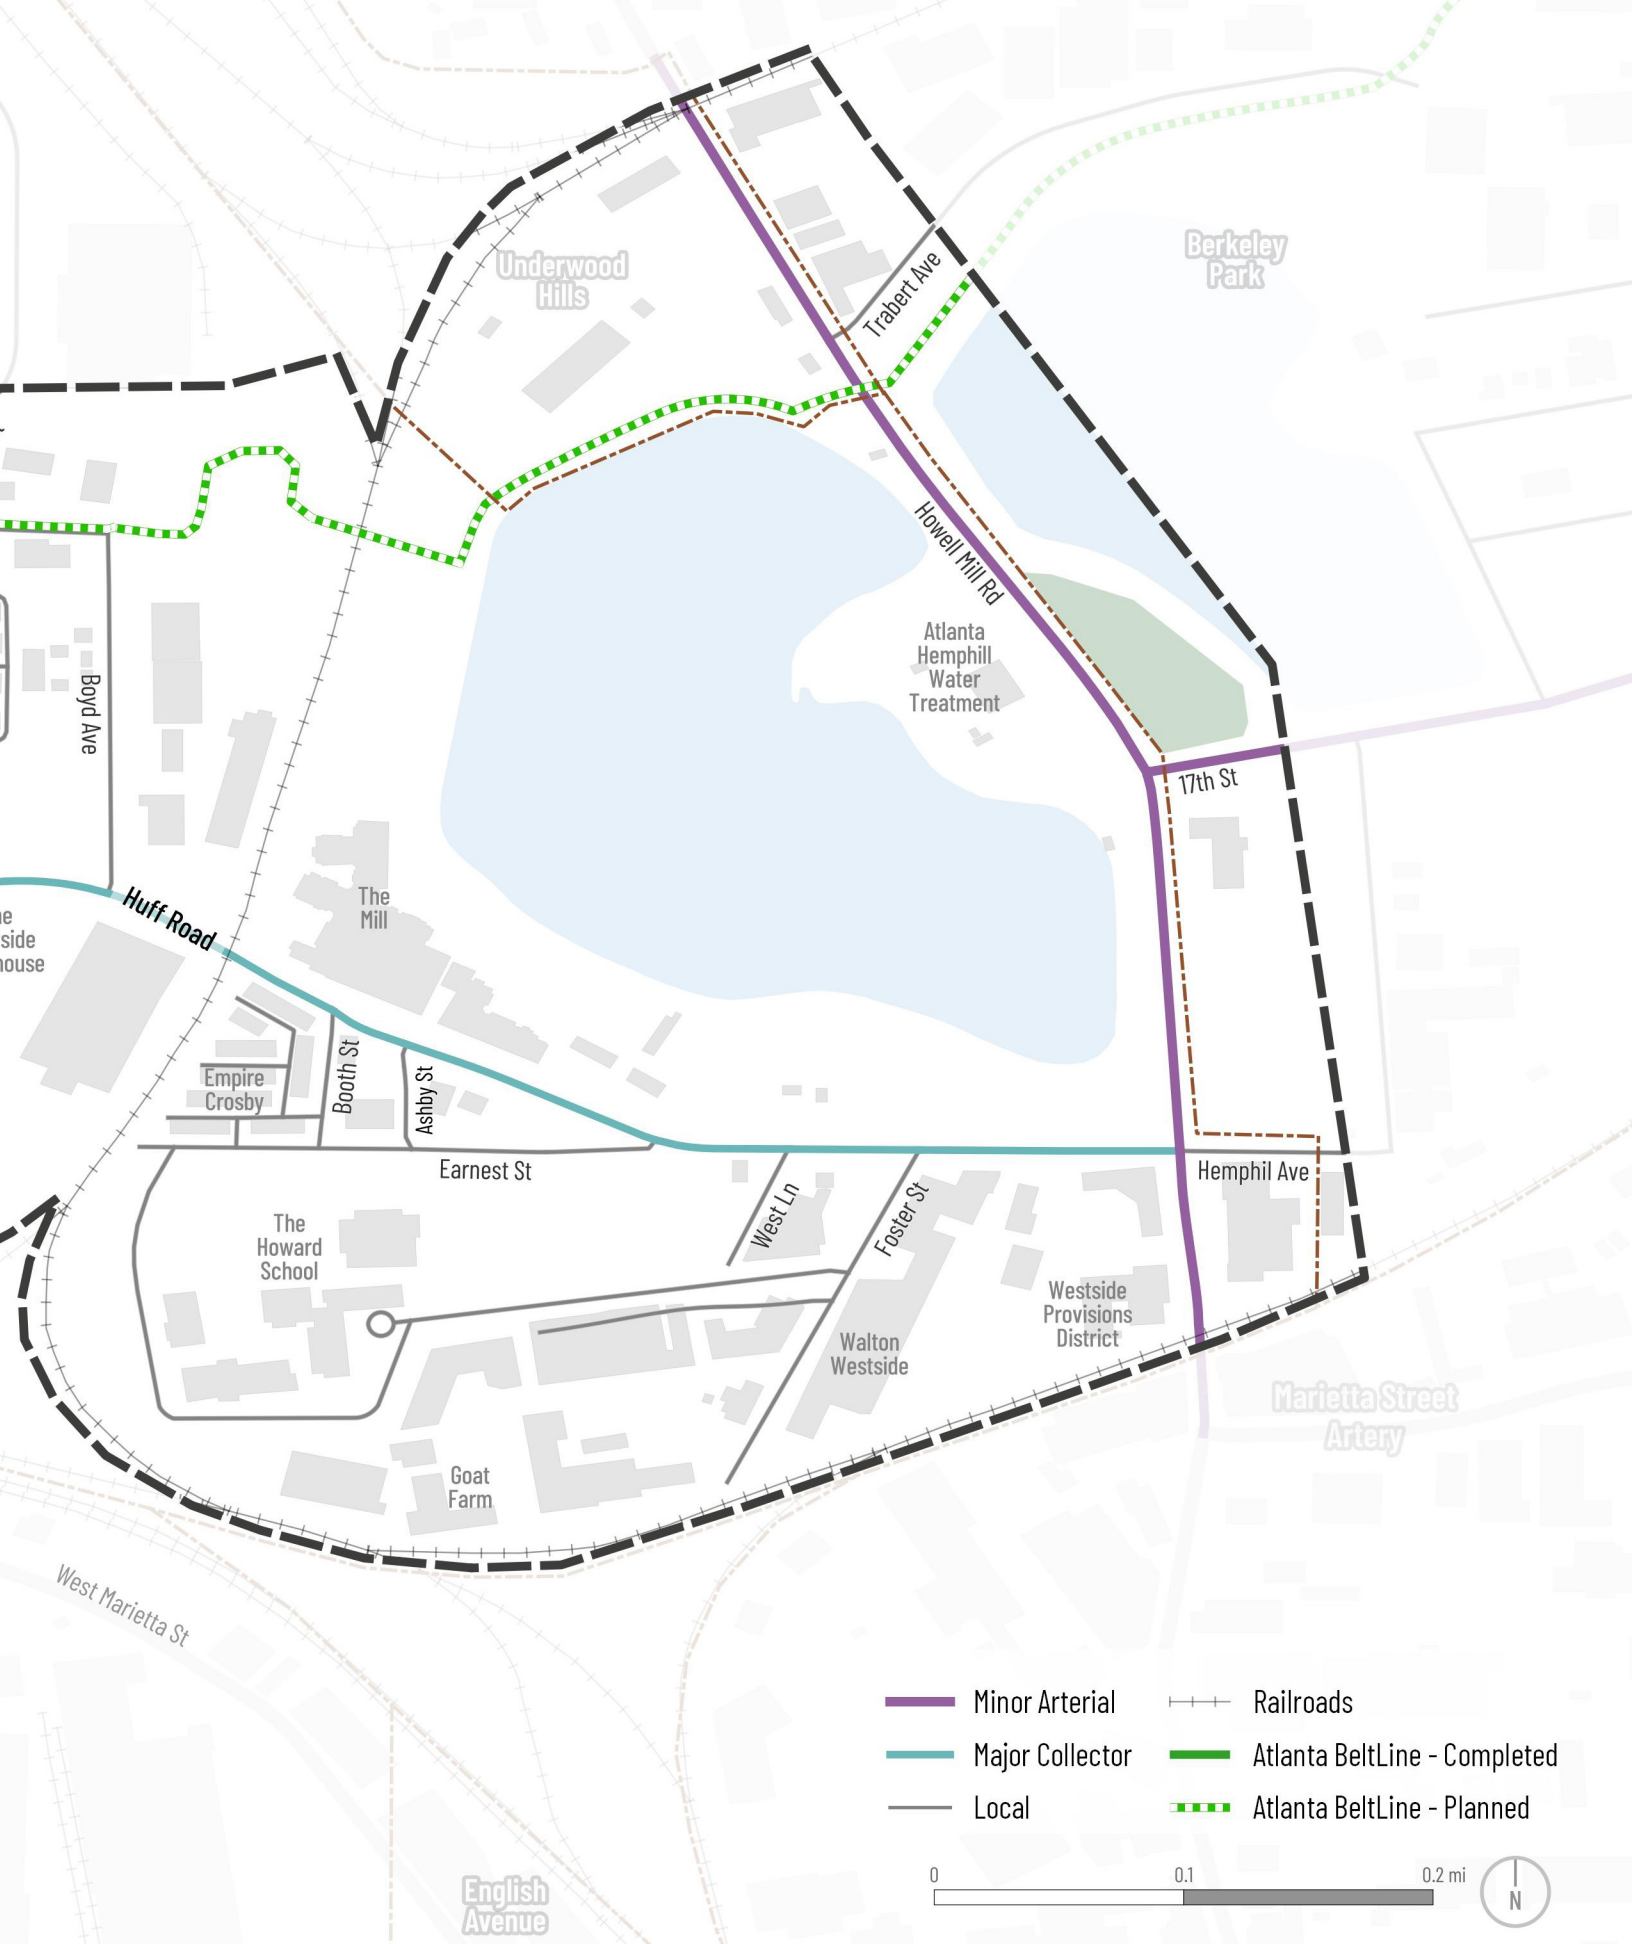 Underwood
Hills
Berkeley
Park
Trabert Ave
Howell Mill Rd
Atlanta
Hemphill
Water
Treatment
Boyd Ave
17th St
The
Mill
Huff Road
side
Booth St
Ashby St
Empire
Crosby
Earnest St
Hemphil Ave
West Ln
Foster St
The
Howard
School
Westside
Provisions
District
Walton
Westside
Marietta Street
Artery
Goat
Farm
West Marietta St
English
Avenue
Minor Arterial
Major Collector
Local
Railroads
Atlanta BeltLine - Completed
Atlanta BeltLine - Planned
0
0.1
0.2 mi
N